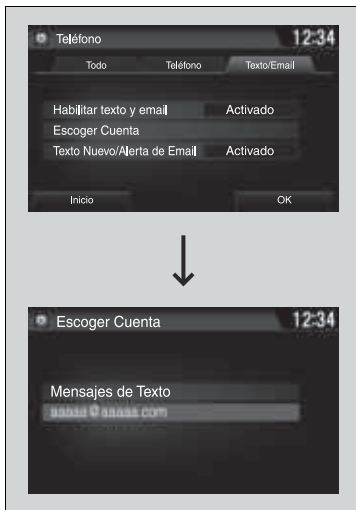 Teléfono 12:34
Todo Teléfono Texto/Email
Habilitar texto y email Activado
Escoger Cuenta
Texto Nuevo/Alerta de Email Activado
Inicio OK
Escoger Cuenta 12:34
Mensajes de Texto
aaaaa@aaaaa.com